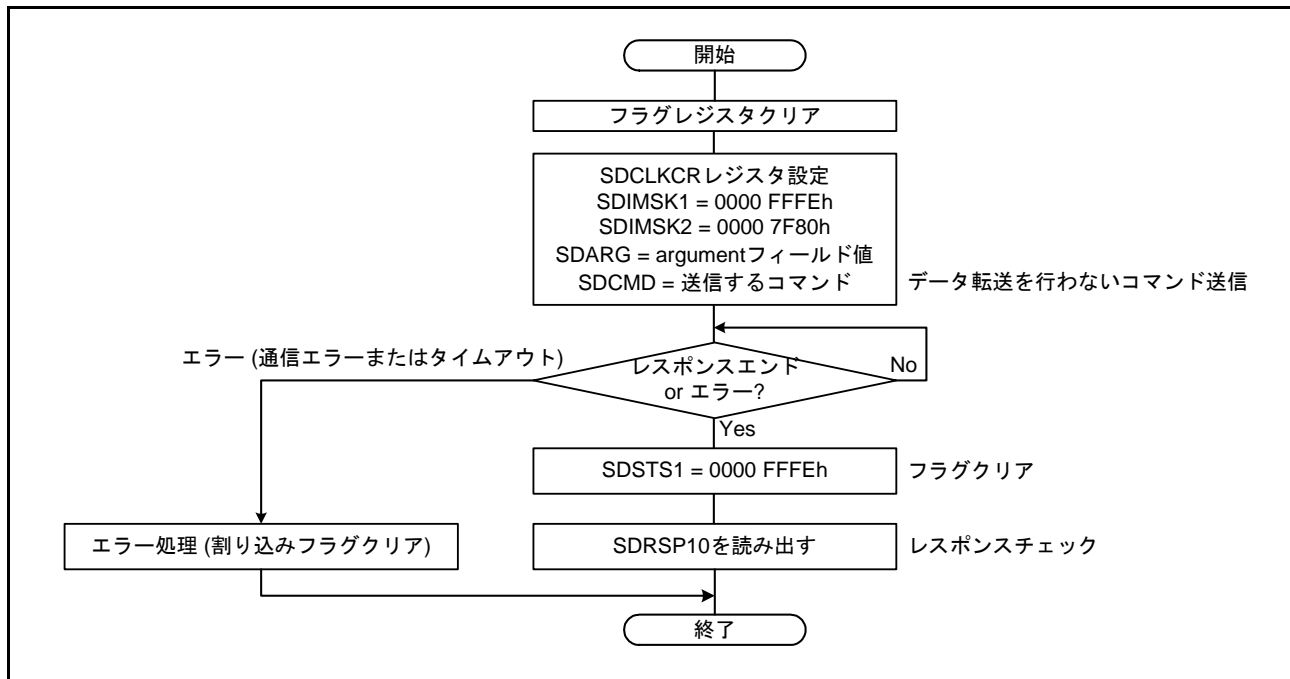 開始
フラグレジスタクリア
SDCLKCRレジスタ設定
SDIMSK1 = 0000 FFFEh
SDIMSK2 = 0000 7F80h
SDARG = argumentフィールド値
SDCMD = 送信するコマンド
データ転送を行わないコマンド送信
エラー (通信エラーまたはタイムアウト)
レスポンスエンド
or エラー?
No
Yes
SDSTS1 = 0000 FFFEh
フラグクリア
エラー処理 (割り込みフラグクリア)
SDRSP10を読み出す
レスポンスチェック
終了